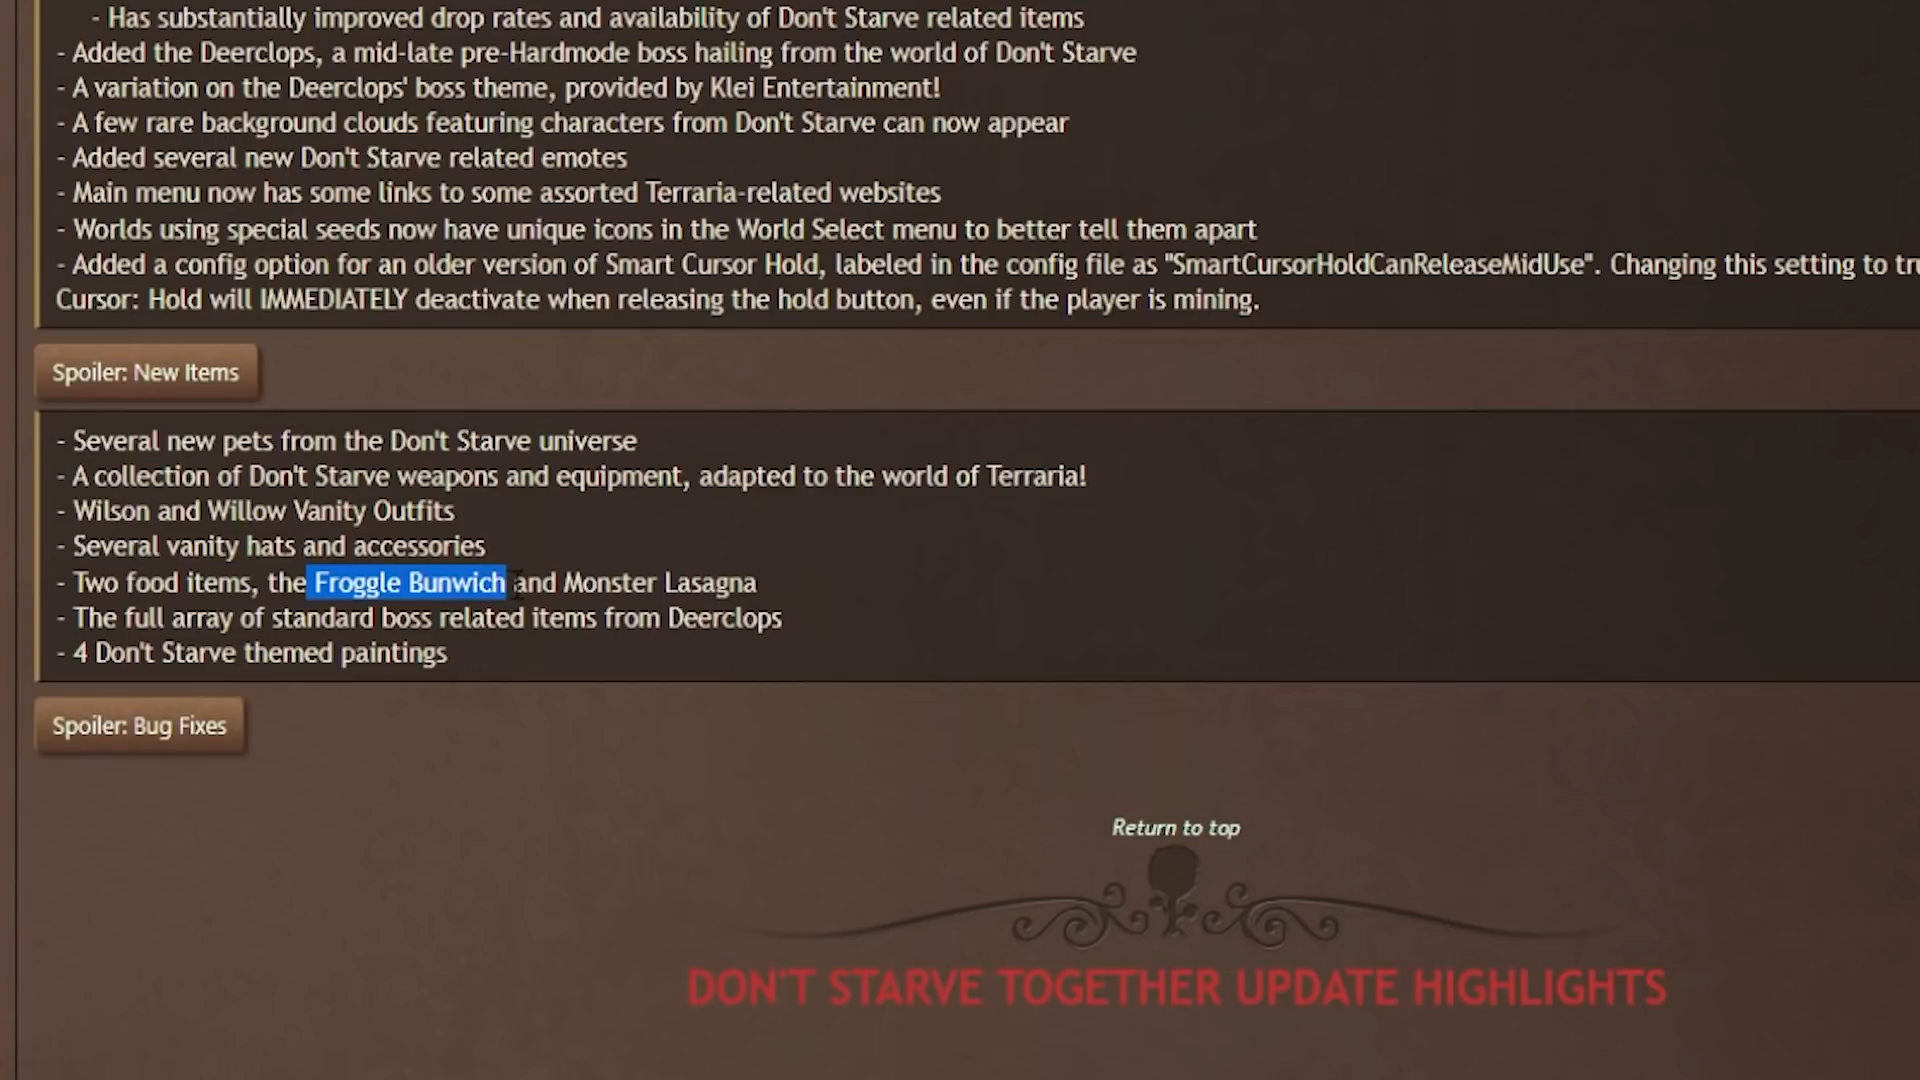 - Has substantially improved drop rates and availability of Don't Starve related items
- Added the Deerclops, a mid-late pre-Hardmode boss hailing from the world of Don't Starve
- A variation on the Deerclops' boss theme, provided by Klei Entertainment!
- A few rare background clouds featuring characters from Don't Starve can now appear
- Added several new Don't Starve related emotes
- Main menu now has some links to some assorted Terraria-related websites
- Worlds using special seeds now have unique icons in the World Select menu to better tell them apart
- Added a config option for an older version of Smart Cursor Hold, labeled in the config file as "SmartCursorHoldCanReleaseMidUse". Changing this setting to tru
Cursor: Hold will IMMEDIATELY deactivate when releasing the hold button, even if the player is mining.
Spoiler: New Items
- Several new pets from the Don't Starve universe
- A collection of Don't Starve weapons and equipment, adapted to the world of Terraria!
- Wilson and Willow Vanity Outfits
- Several vanity hats and accessories
- Two food items, the Froggle Bunwich and Monster Lasagna
- The full array of standard boss related items from Deerclops
- 4 Don't Starve themed paintings
Spoiler: Bug Fixes
Return to top
DON'T STARVE TOGETHER UPDATE HIGHLIGHTS